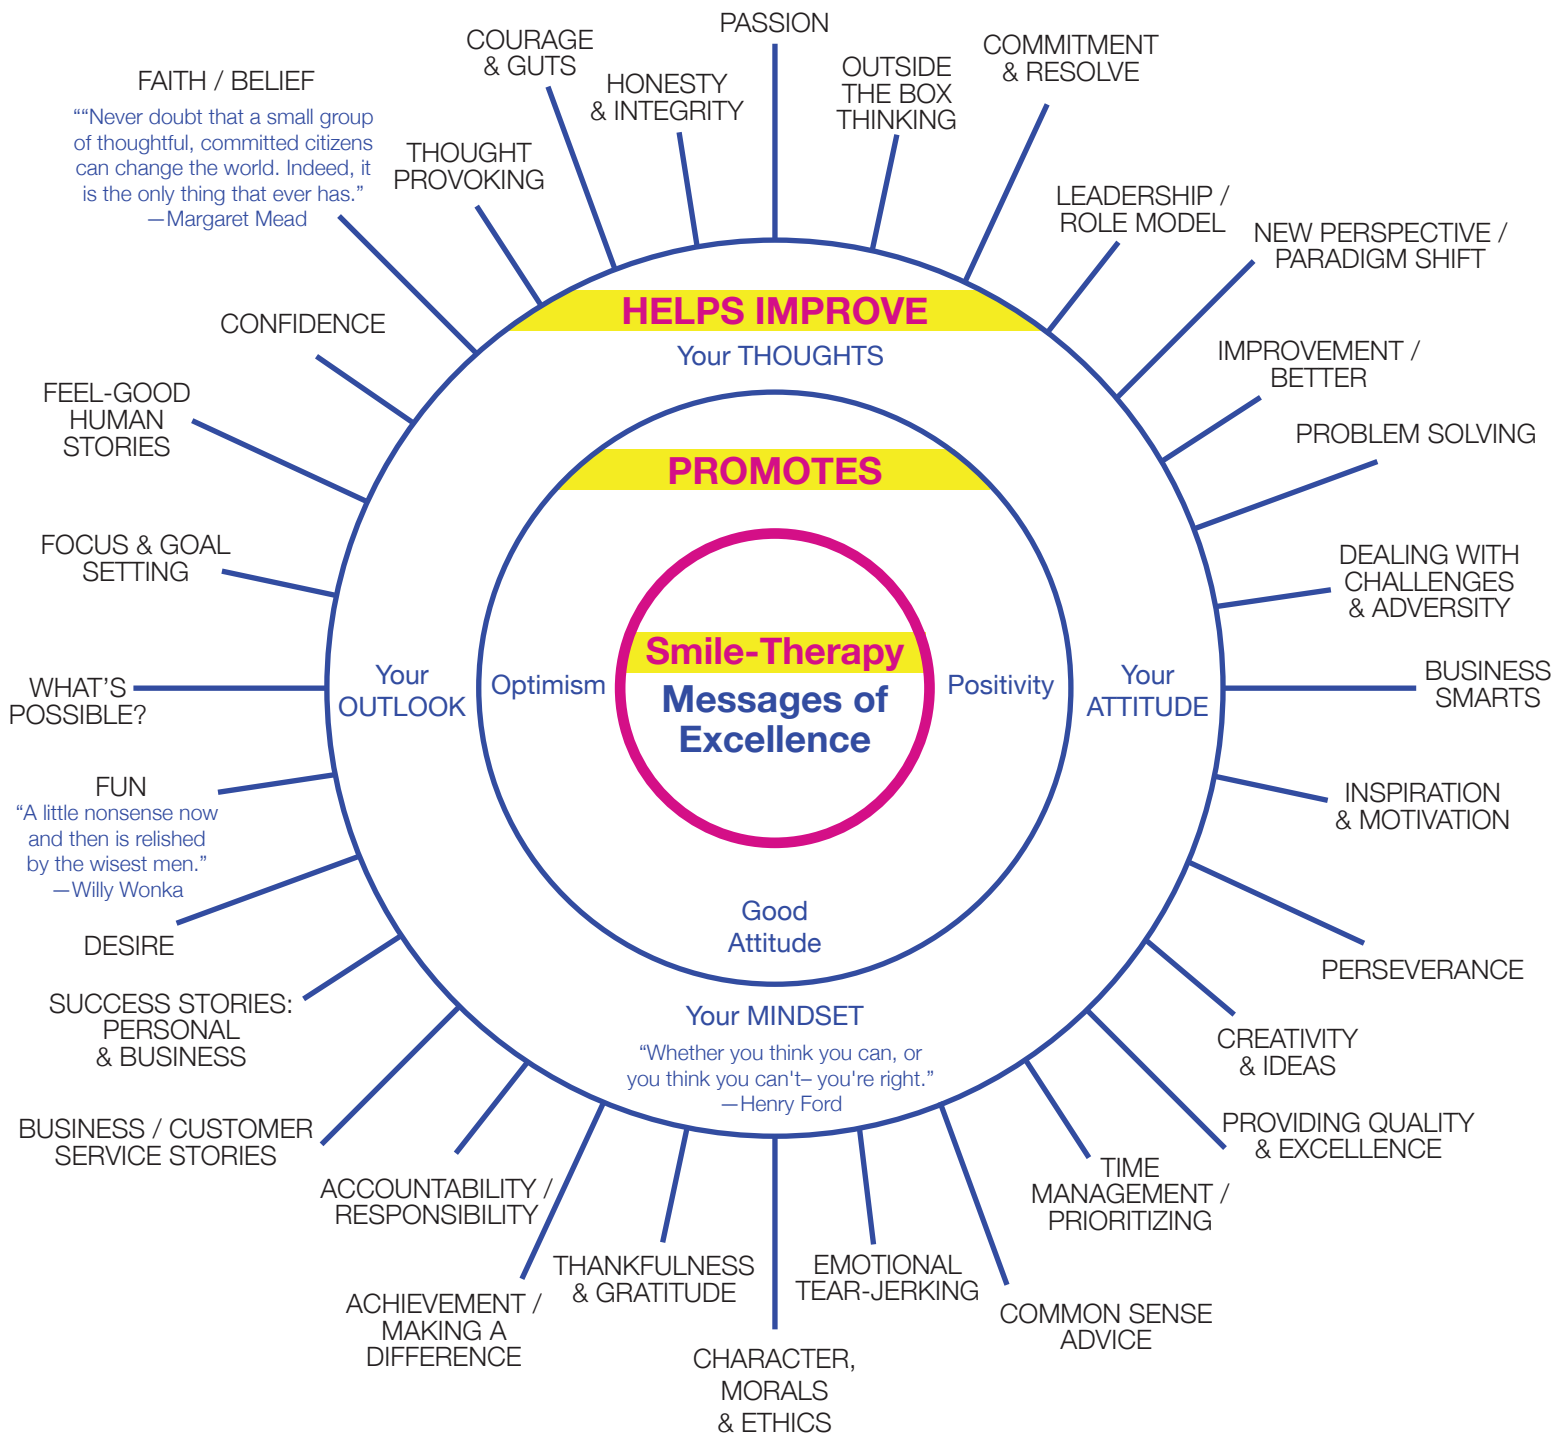 PASSION
COURAGE
& GUTS
HONESTY
& INTEGRITY
OUTSIDE
THE BOX
THINKING
COMMITMENT
& RESOLVE
FAITH / BELIEF
““Never doubt that a small group
of thoughtful, committed citizens
can change the world. Indeed, it
is the only thing that ever has.”
—Margaret Mead
THOUGHT
PROVOKING
LEADERSHIP /
ROLE MODEL
NEW PERSPECTIVE /
PARADIGM SHIFT
CONFIDENCE
IMPROVEMENT /
BETTER
FEEL-GOOD
HUMAN
STORIES
PROBLEM SOLVING
FOCUS & GOAL
SETTING
DEALING WITH
CHALLENGES
& ADVERSITY
WHAT’S
POSSIBLE?
BUSINESS
SMARTS
FUN
“A little nonsense now
and then is relished
by the wisest men.”
—Willy Wonka
INSPIRATION
& MOTIVATION
DESIRE
PERSEVERANCE
SUCCESS STORIES:
PERSONAL
& BUSINESS
CREATIVITY
& IDEAS
BUSINESS / CUSTOMER
SERVICE STORIES
PROVIDING QUALITY
& EXCELLENCE
ACCOUNTABILITY /
RESPONSIBILITY
TIME
MANAGEMENT /
PRIORITIZING
ACHIEVEMENT /
MAKING A
DIFFERENCE
THANKFULNESS
& GRATITUDE
EMOTIONAL
TEAR-JERKING
COMMON SENSE
ADVICE
CHARACTER,
MORALS
& ETHICS
HELPS IMPROVE
Your THOUGHTS
PROMOTES
Your
OUTLOOK
Optimism
Smile-Therapy
Messages of
Excellence
Positivity
Your
ATTITUDE
Good
Attitude
Your MINDSET
“Whether you think you can, or
you think you can't– you're right.”
—Henry Ford